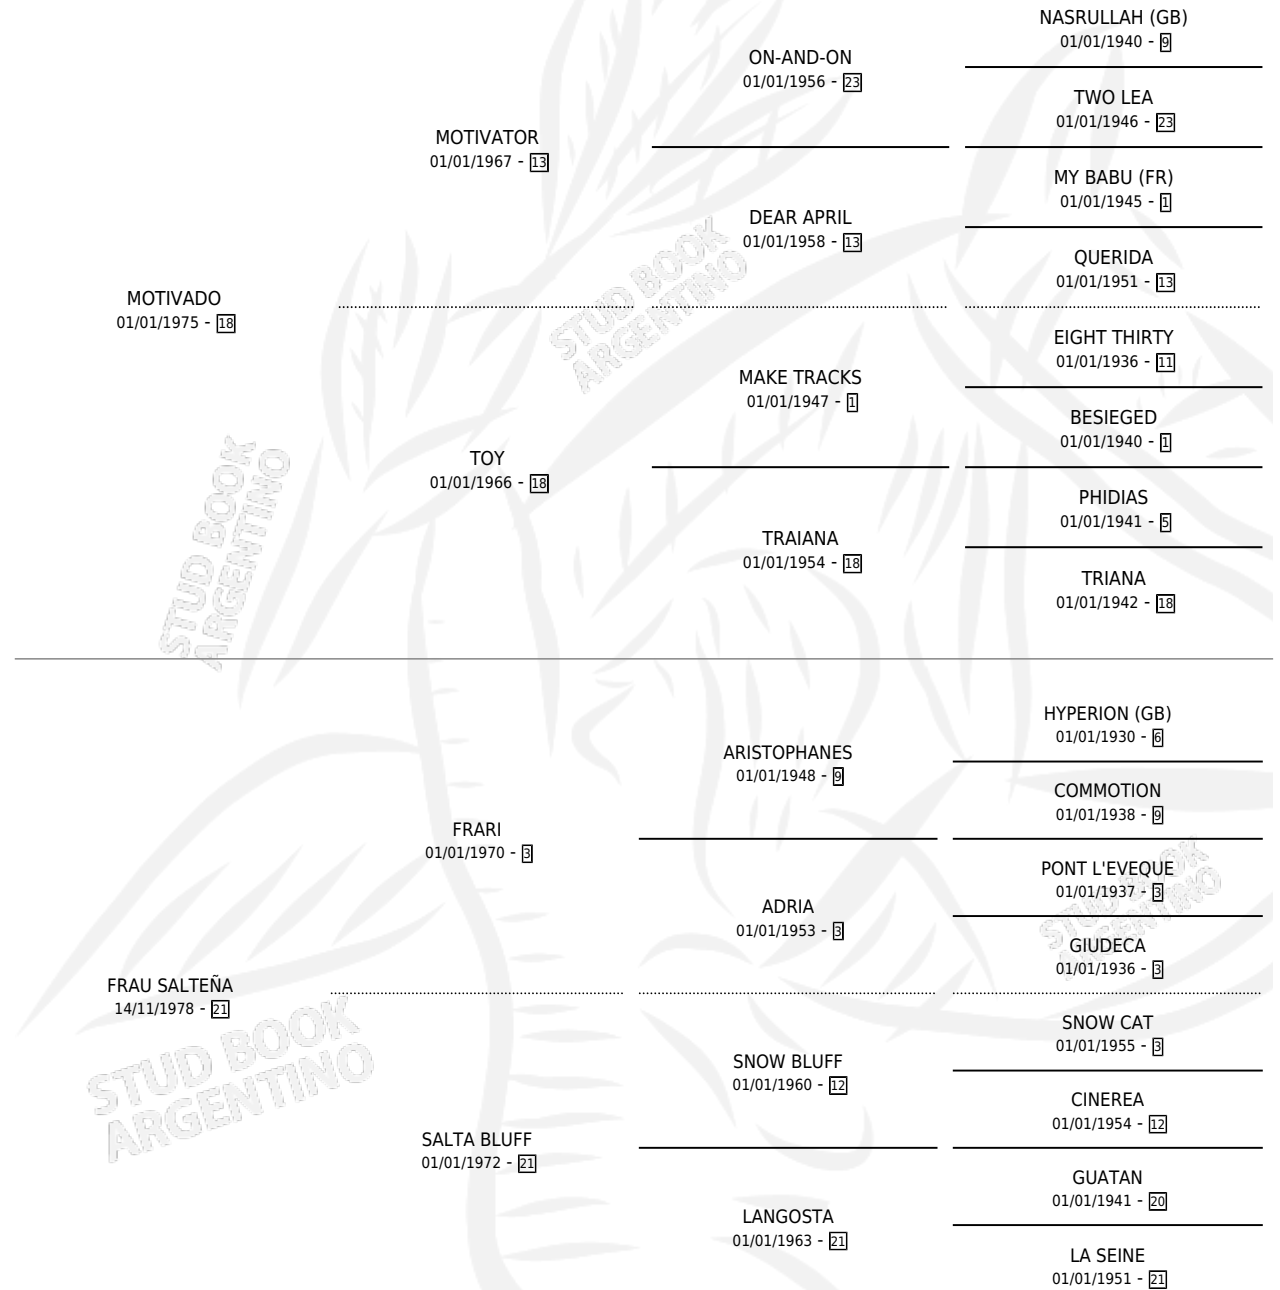 NASRULLAH (GB)
01/01/1940 - 9
ON-AND-ON
01/01/1956 - 23
TWO LEA
01/01/1946 - 23
MOTIVATOR
01/01/1967 - 13
MY BABU (FR)
01/01/1945 - 1
DEAR APRIL
01/01/1958 - 13
QUERIDA
01/01/1951 - 13
MOTIVADO
01/01/1975 - 18
EIGHT THIRTY
01/01/1936 - 11
MAKE TRACKS
01/01/1947 - 1
BESIEGED
01/01/1940 - 1
TOY
01/01/1966 - 18
PHIDIAS
01/01/1941 - 5
TRAIANA
01/01/1954 - 18
TRIANA
01/01/1942 - 18
HYPERION (GB)
01/01/1930 - 6
ARISTOPHANES
01/01/1948 - 9
COMMOTION
01/01/1938 - 9
FRARI
01/01/1970 - 3
PONT L'EVEQUE
01/01/1937 - 3
ADRIA
01/01/1953 - 3
GIUDECA
01/01/1936 - 3
FRAU SALTEÑA
14/11/1978 - 21
SNOW CAT
01/01/1955 - 3
SNOW BLUFF
01/01/1960 - 12
CINEREA
01/01/1954 - 12
SALTA BLUFF
01/01/1972 - 21
GUATAN
01/01/1941 - 20
LANGOSTA
01/01/1963 - 21
LA SEINE
01/01/1951 - 21
STUD BOOK
ARGENTINO
STUD BOOK
ARGENTINO
STUD BOOK
ARGENTINO
STUD BOOK
ARGENTINO